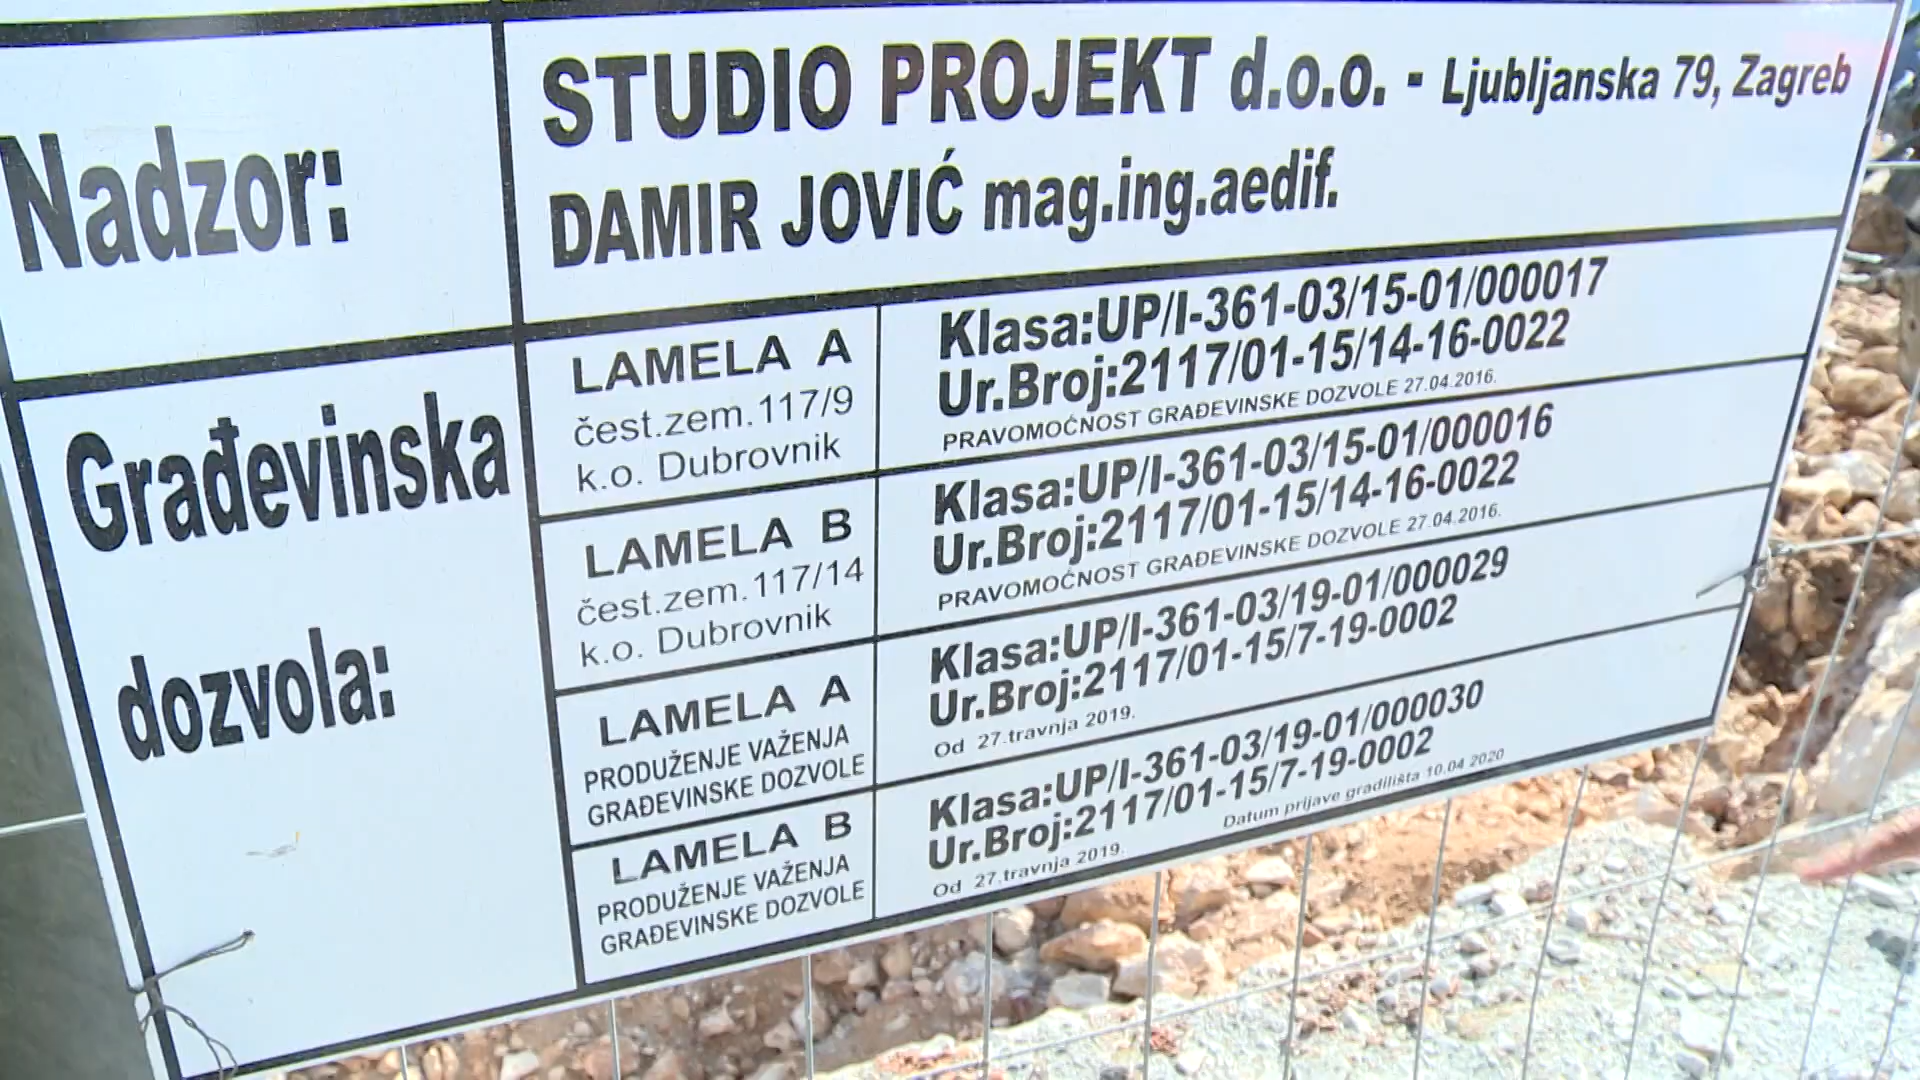 Nadzor:
STUDIO PROJEKT d.o.o. - Ljubljanska 79, Zagreb
DAMIR JOVIĆ mag.ing.aedif.
Građevinska
dozvola:
LAMELA A
čest.zem.117/9
k.o. Dubrovnik
Klasa:UP/I-361-03/15-01/000017
Ur.Broj:2117/01-15/14-16-0022
PRAVOMOĆNOST GRAĐEVINSKE DOZVOLE 27.04.2016.
LAMELA B
čest.zem.117/14
k.o. Dubrovnik
Klasa:UP/I-361-03/15-01/000016
Ur.Broj:2117/01-15/14-16-0022
PRAVOMOĆNOST GRAĐEVINSKE DOZVOLE 27.04.2016.
LAMELA A
PRODUŽENJE VAŽENJA
GRAĐEVINSKE DOZVOLE
Klasa:UP/I-361-03/19-01/000029
Ur.Broj:2117/01-15/7-19-0002
Od 27.travnja 2019.
LAMELA B
PRODUŽENJE VAŽENJA
GRAĐEVINSKE DOZVOLE
Klasa:UP/I-361-03/19-01/000030
Ur.Broj:2117/01-15/7-19-0002
Od 27.travnja 2019.
Datum prijave gradilišta 10.04 2020